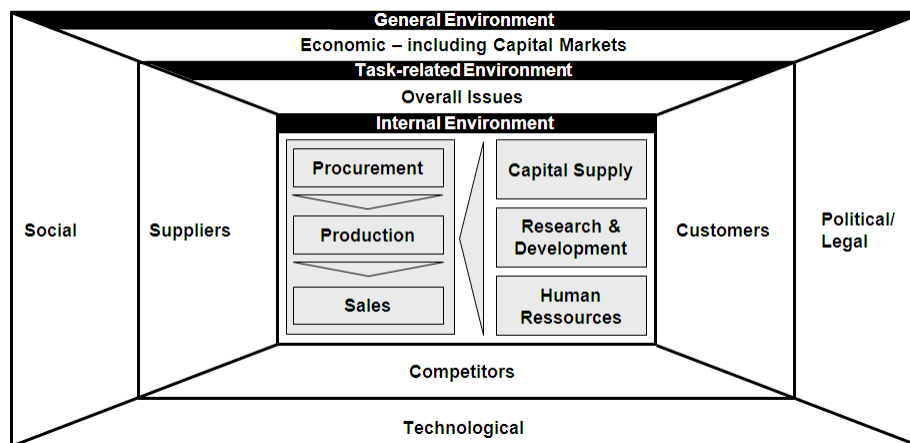 General Environment
Economic – including Capital Markets
Task-related Environment
Overall Issues
Internal Environment
Procurement
Production
Sales
Capital Supply
Research &
Development
Human
Ressources
Social
Suppliers
Customers
Political/
Legal
Competitors
Technological